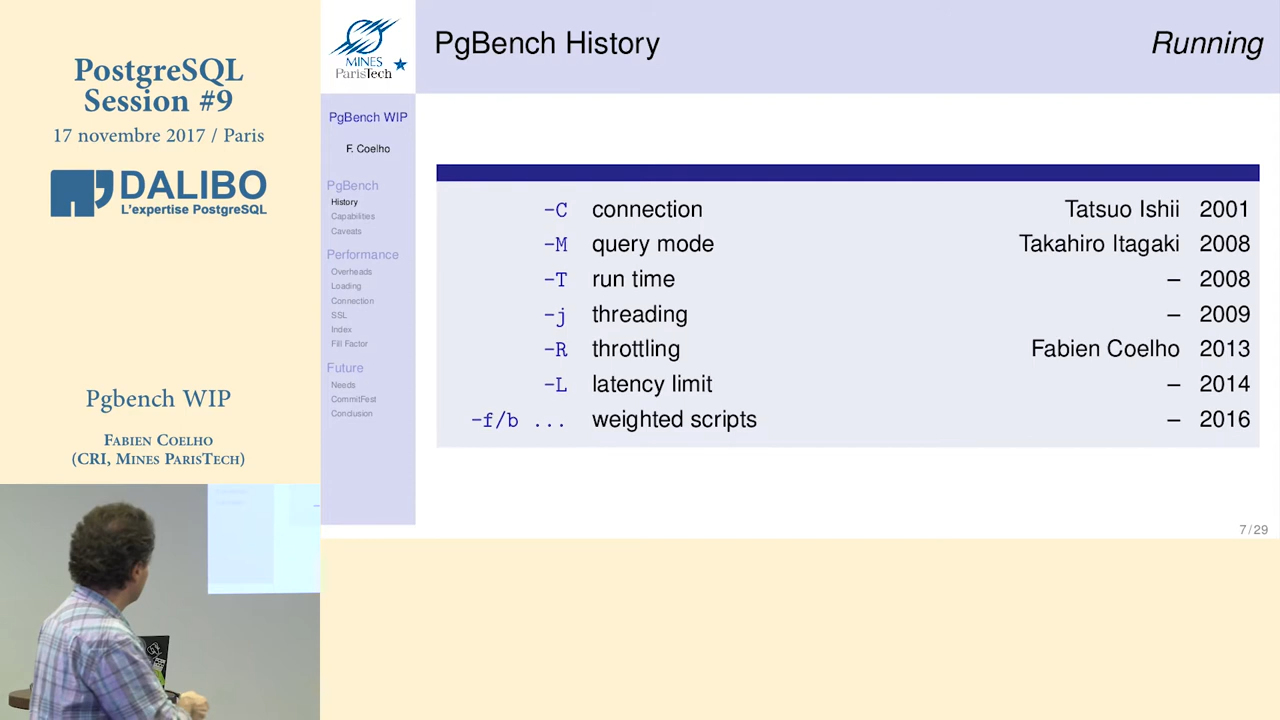 PostgreSQL
Session #9
17 novembre 2017 / Paris
DALIBO
L'expertise PostgreSQL
Pgbench WIP
Fabien Coelho
(CRI, Mines ParisTech)
MINES
ParisTech
PgBench History
Running
PgBench WIP
F. Coelho
PgBench
History
Capabilities
Caveats
Performance
Overheads
Loading
Connection
SSL
Index
Fill Factor
Future
Needs
CommitFest
Conclusion
-C connection Tatsuo Ishii 2001
-M query mode Takahiro Itagaki 2008
-T run time – 2008
-j threading – 2009
-R throttling Fabien Coelho 2013
-L latency limit – 2014
-f/b ... weighted scripts – 2016
7/29